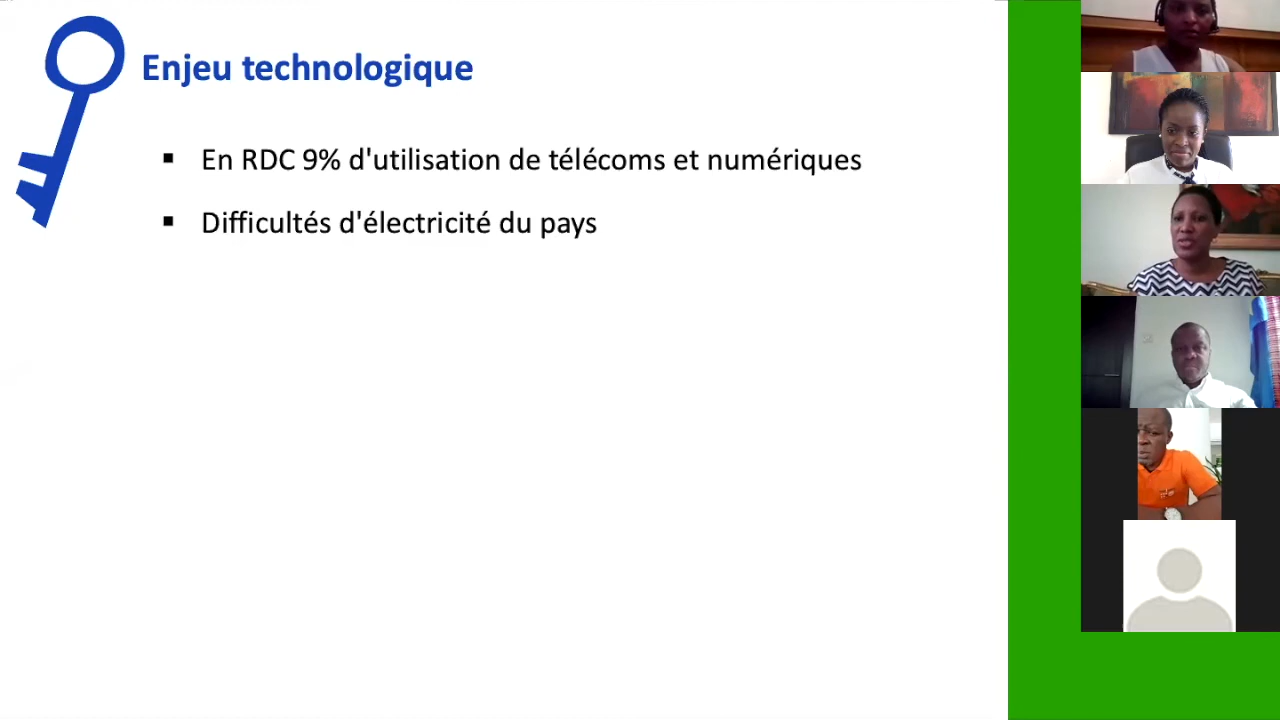 Enjeu technologique
▪ En RDC 9% d'utilisation de télécoms et numériques
▪ Difficultés d'électricité du pays